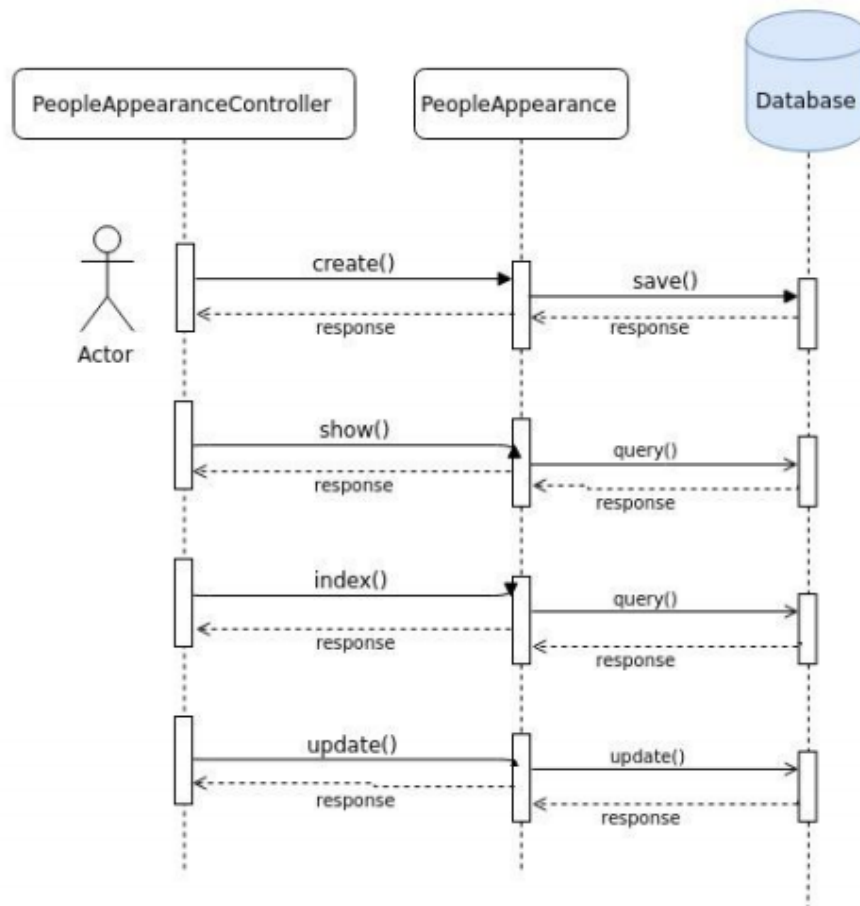 PeopleAppearanceController
PeopleAppearance
Database
Actor
create()
save()
response
response
show()
query()
response
response
index()
query()
response
response
update()
update()
response
response